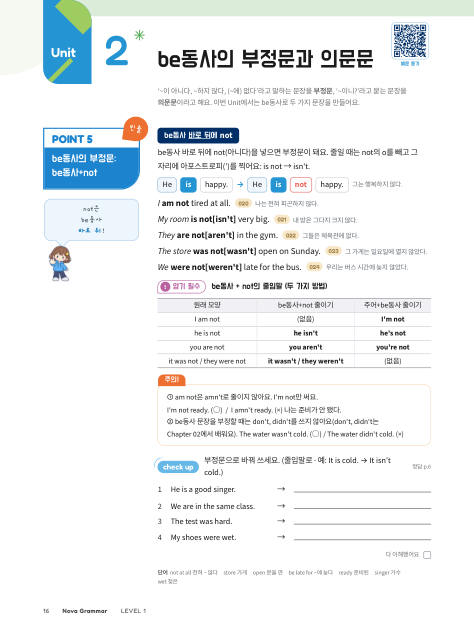 Unit 2
be동사의 부정문과 의문문
바로 듣기
'~이 아니다, ~하지 않다, (~에) 없다'라고 말하는 문장을 부정문, '~이니?'라고 묻는 문장을
의문문이라고 해요. 이번 Unit에서는 be동사로 두 가지 문장을 만들어요.
POINT 5
be동사의 부정문:
be동사+not
not은
be동사
바로 뒤!
be동사 바로 뒤에 not
be동사 바로 뒤에 not(아니다)을 넣으면 부정문이 돼요. 줄일 때는 not의 o를 빼고 그
자리에 아포스트로피(')를 찍어요: is not → isn't.
He is happy. → He is not happy. 그는 행복하지 않다.
I am not tired at all. 020 나는 전혀 피곤하지 않다.
My room is not[isn't] very big. 021 내 방은 그다지 크지 않다.
They are not[aren't] in the gym. 022 그들은 체육관에 없다.
The store was not[wasn't] open on Sunday. 023 그 가게는 일요일에 열지 않았다.
We were not[weren't] late for the bus. 024 우리는 버스 시간에 늦지 않았다.
! 암기 필수 be동사 + not의 줄임말 (두 가지 방법)
원래 모양 be동사+not 줄이기 주어+be동사 줄이기
I am not (없음) I'm not
he is not he isn't he's not
you are not you aren't you're not
it was not / they were not it wasn't / they weren't (없음)
주의!
① am not은 amn't로 줄이지 않아요. I'm not만 써요.
I'm not ready. (○) / I amn't ready. (×) 나는 준비가 안 됐다.
② be동사 문장을 부정할 때는 don't, didn't를 쓰지 않아요(don't, didn't는
Chapter 02에서 배워요). The water wasn't cold. (○) / The water didn't cold. (×)
check up 부정문으로 바꿔 쓰세요. (줄임말로 - 예: It is cold. → It isn't
cold.) 정답 p.6
1 He is a good singer. →
2 We are in the same class. →
3 The test was hard. →
4 My shoes were wet. →
다 이해했어요
단어 not at all 전혀 ~ 않다 store 가게 open 문을 연 be late for ~에 늦다 ready 준비된 singer 가수
wet 젖은
16 Nova Grammar LEVEL 1